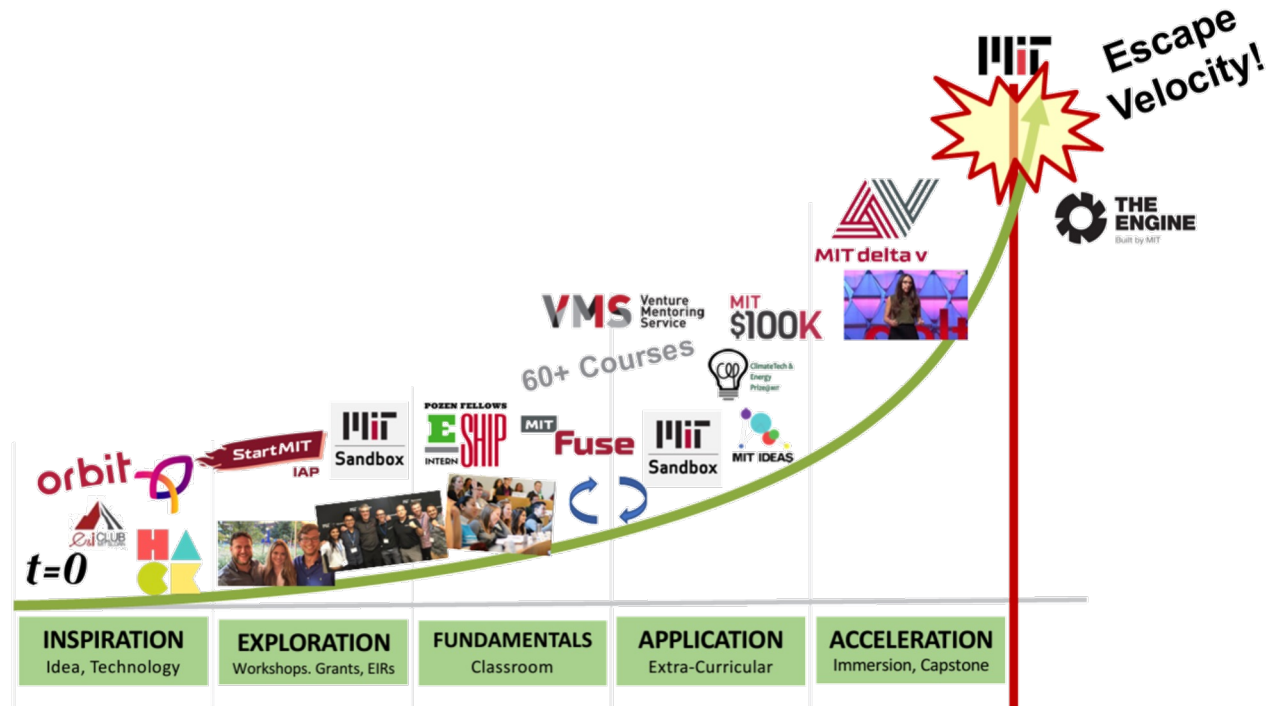 MIT
Escape
Velocity!
THE
ENGINE
Built by MIT
MIT delta v
VMS Venture
Mentoring
Service
MIT
$100K
60+ Courses
CEP ClimateTech &
Energy
Prize@MIT
orbit
StartMIT
IAP
MIT
Sandbox
POZEN FELLOWS
E SHIP
INTERN
MIT
Fuse
MIT
Sandbox
MIT IDEAS
e&i CLUB
HACK
t=0
INSPIRATION
Idea, Technology
EXPLORATION
Workshops. Grants, EIRs
FUNDAMENTALS
Classroom
APPLICATION
Extra-Curricular
ACCELERATION
Immersion, Capstone